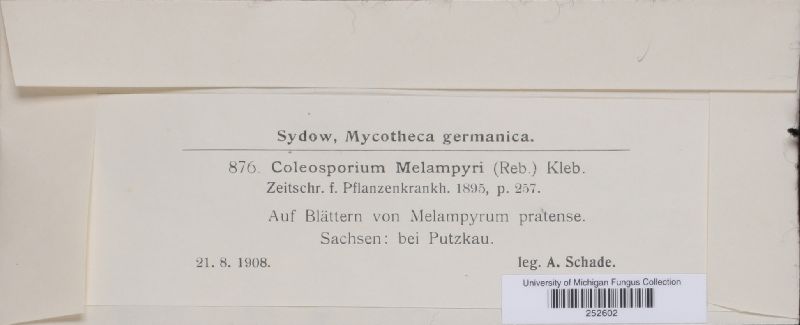 Sydow, Mycotheca germanica.
876. Coleosporium Melampyri (Reb.) Kleb.
Zeitschr. f. Pflanzenkrankh. 1895, p. 257.
Auf Blättern von Melampyrum pratense.
Sachsen: bei Putzkau.
21. 8. 1908. leg. A. Schade.
University of Michigan Fungus Collection
252602